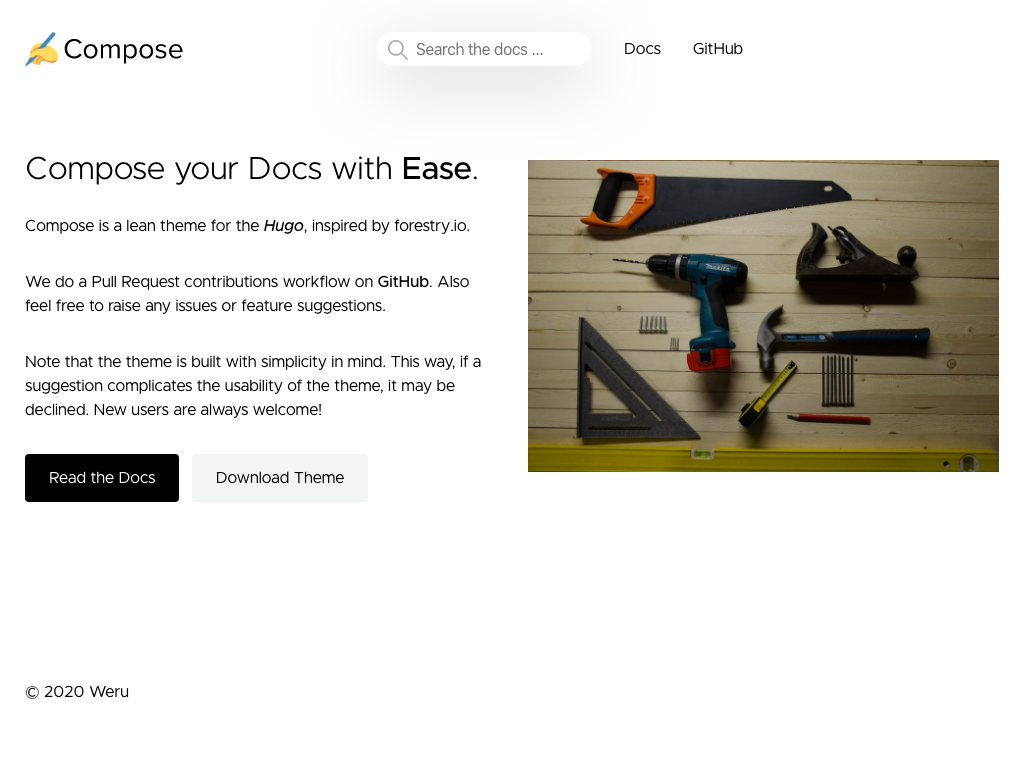 Compose
Search the docs ...
Docs
GitHub
Compose your Docs with Ease.
Compose is a lean theme for the Hugo, inspired by forestry.io.
We do a Pull Request contributions workflow on GitHub. Also
feel free to raise any issues or feature suggestions.
Note that the theme is built with simplicity in mind. This way, if a
suggestion complicates the usability of the theme, it may be
declined. New users are always welcome!
Read the Docs
Download Theme
makita
© 2020 Weru